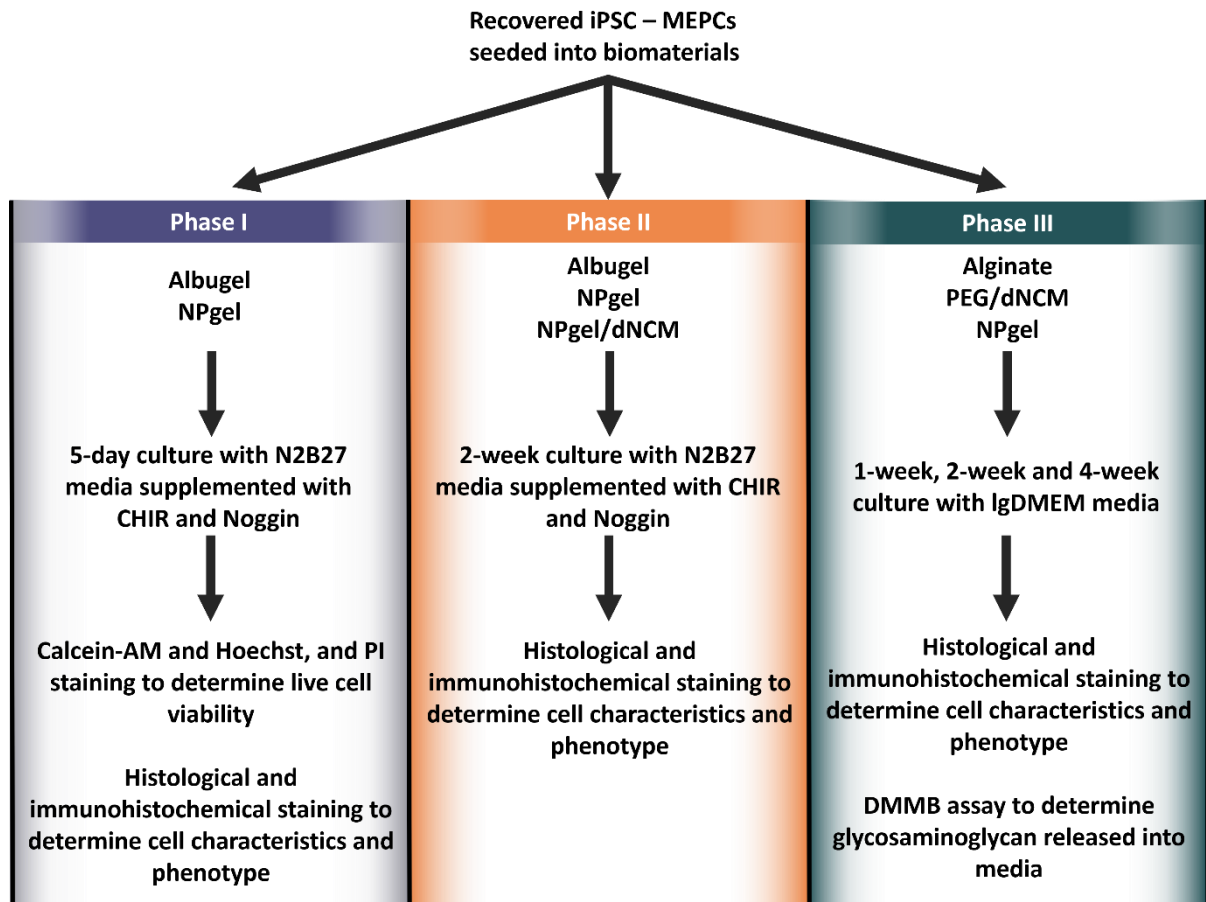 Recovered iPSC – MEPCs
seeded into biomaterials
Phase I
Albugel
NPgel
5-day culture with N2B27
media supplemented with
CHIR and Noggin
Calcein-AM and Hoechst, and PI
staining to determine live cell
viability
Histological and
immunohistochemical staining to
determine cell characteristics and
phenotype
Phase II
Albugel
NPgel
NPgel/dNCM
2-week culture with N2B27
media supplemented with CHIR
and Noggin
Histological and
immunohistochemical staining to
determine cell characteristics and
phenotype
Phase III
Alginate
PEG/dNCM
NPgel
1-week, 2-week and 4-week
culture with lgDMEM media
Histological and
immunohistochemical staining to
determine cell characteristics and
phenotype
DMMB assay to determine
glycosaminoglycan released into
media